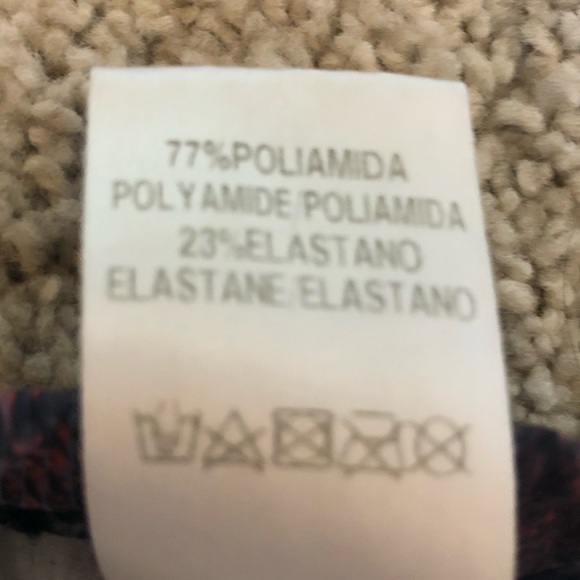 77%POLIAMIDA
POLYAMIDE/POLIAMIDA
23%ELASTANO
ELASTANE/ELASTANO